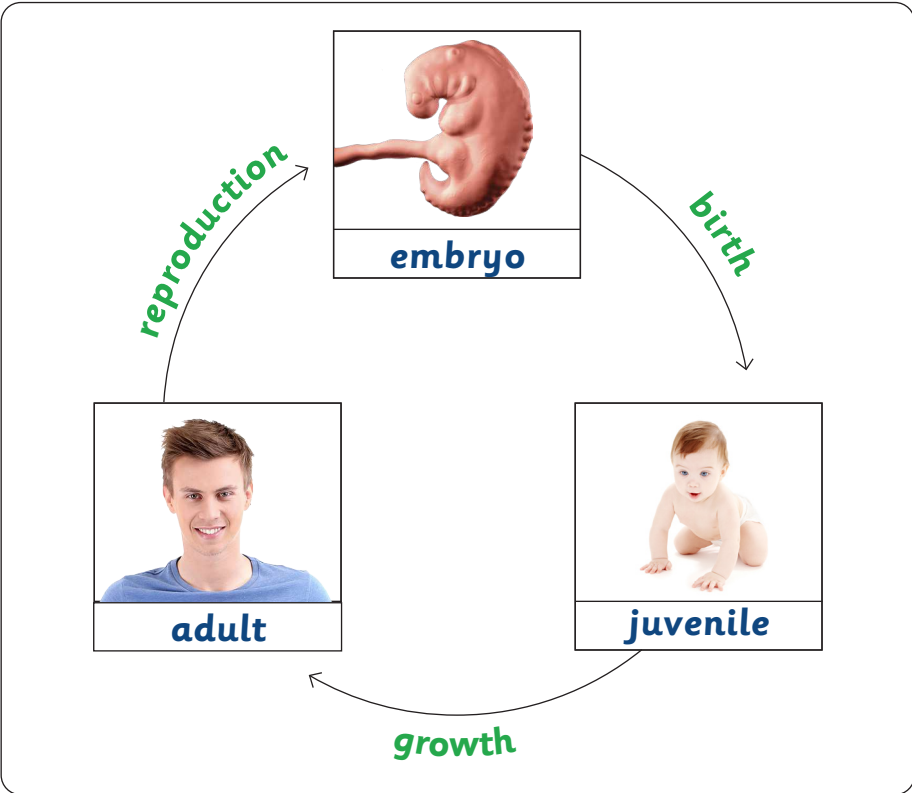 reproduction
birth
embryo
adult
juvenile
growth